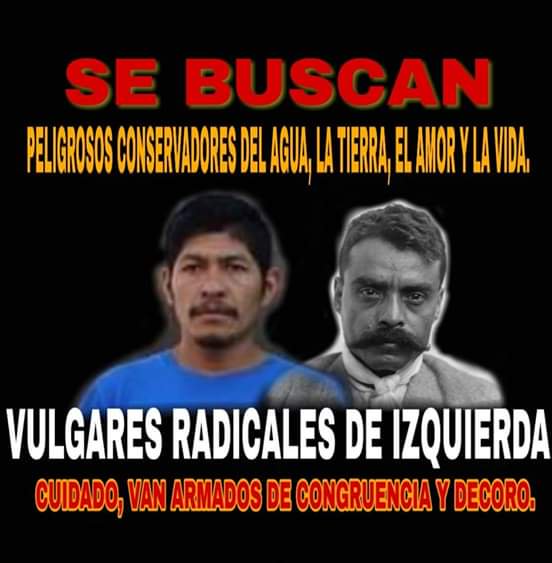 SE BUSCAN
PELIGROSOS CONSERVADORES DEL AGUA, LA TIERRA, EL AMOR Y LA VIDA.
VULGARES RADICALES DE IZQUIERDA
CUIDADO, VAN ARMADOS DE CONGRUENCIA Y DECORO.